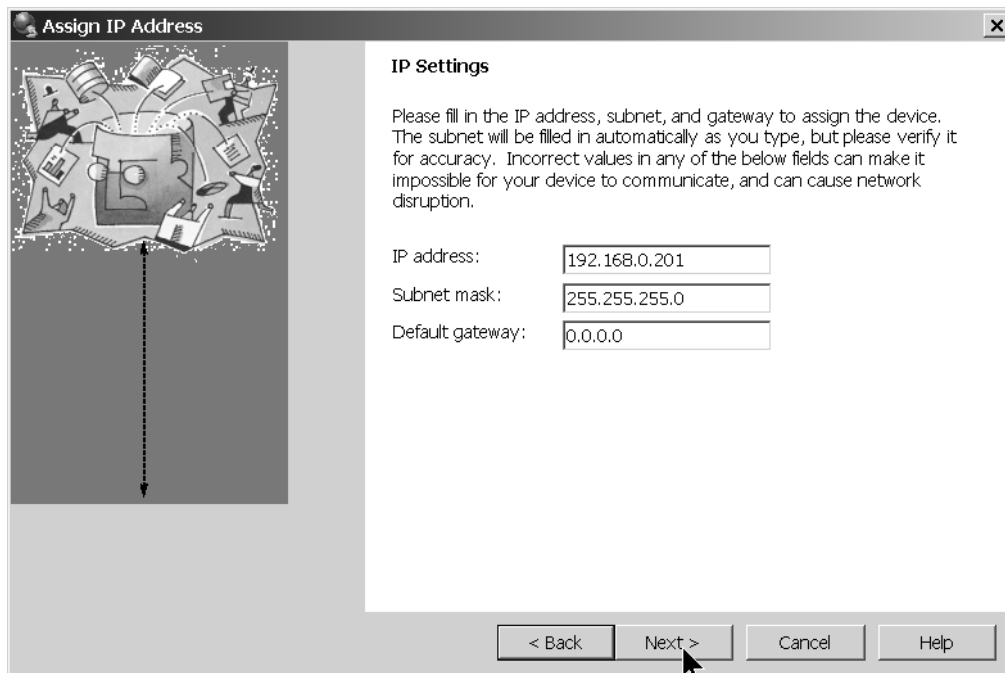 Assign IP Address
IP Settings
Please fill in the IP address, subnet, and gateway to assign the device.
The subnet will be filled in automatically as you type, but please verify it
for accuracy.  Incorrect values in any of the below fields can make it
impossible for your device to communicate, and can cause network
disruption.
IP address: 192.168.0.201
Subnet mask: 255.255.255.0
Default gateway: 0.0.0.0
< Back Next > Cancel Help